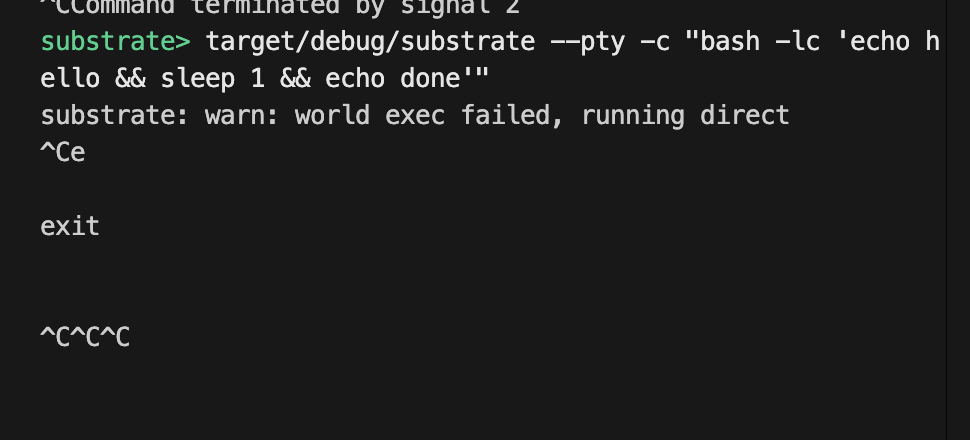 ^CCommand terminated by signal 2
substrate> target/debug/substrate --pty -c "bash -lc 'echo h
ello && sleep 1 && echo done'"
substrate: warn: world exec failed, running direct
^Ce
exit
^C^C^C